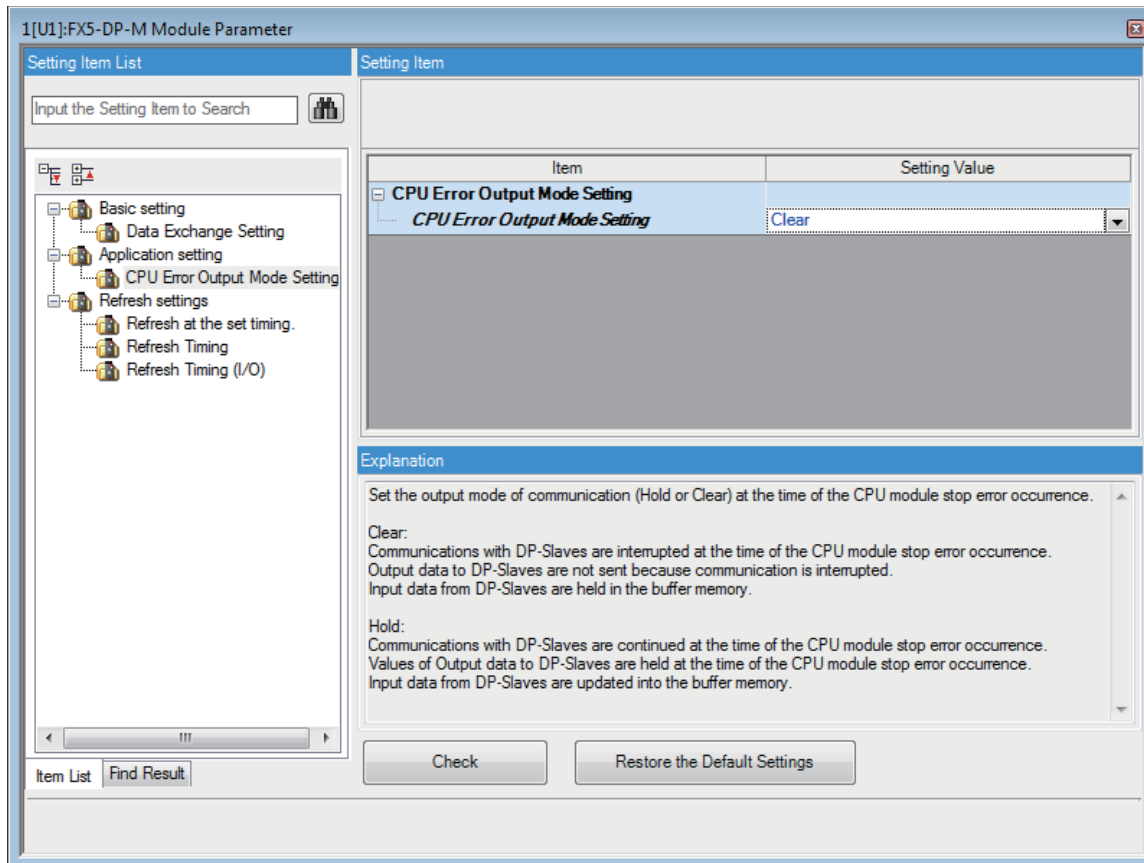 1[U1]:FX5-DP-M Module Parameter
Setting Item List
Input the Setting Item to Search
Basic setting
Data Exchange Setting
Application setting
CPU Error Output Mode Setting
Refresh settings
Refresh at the set timing.
Refresh Timing
Refresh Timing (I/O)
Item List
Find Result
Setting Item
Item
Setting Value
CPU Error Output Mode Setting
CPU Error Output Mode Setting
Clear
Explanation
Set the output mode of communication (Hold or Clear) at the time of the CPU module stop error occurrence.
Clear:
Communications with DP-Slaves are interrupted at the time of the CPU module stop error occurrence.
Output data to DP-Slaves are not sent because communication is interrupted.
Input data from DP-Slaves are held in the buffer memory.
Hold:
Communications with DP-Slaves are continued at the time of the CPU module stop error occurrence.
Values of Output data to DP-Slaves are held at the time of the CPU module stop error occurrence.
Input data from DP-Slaves are updated into the buffer memory.
Check
Restore the Default Settings